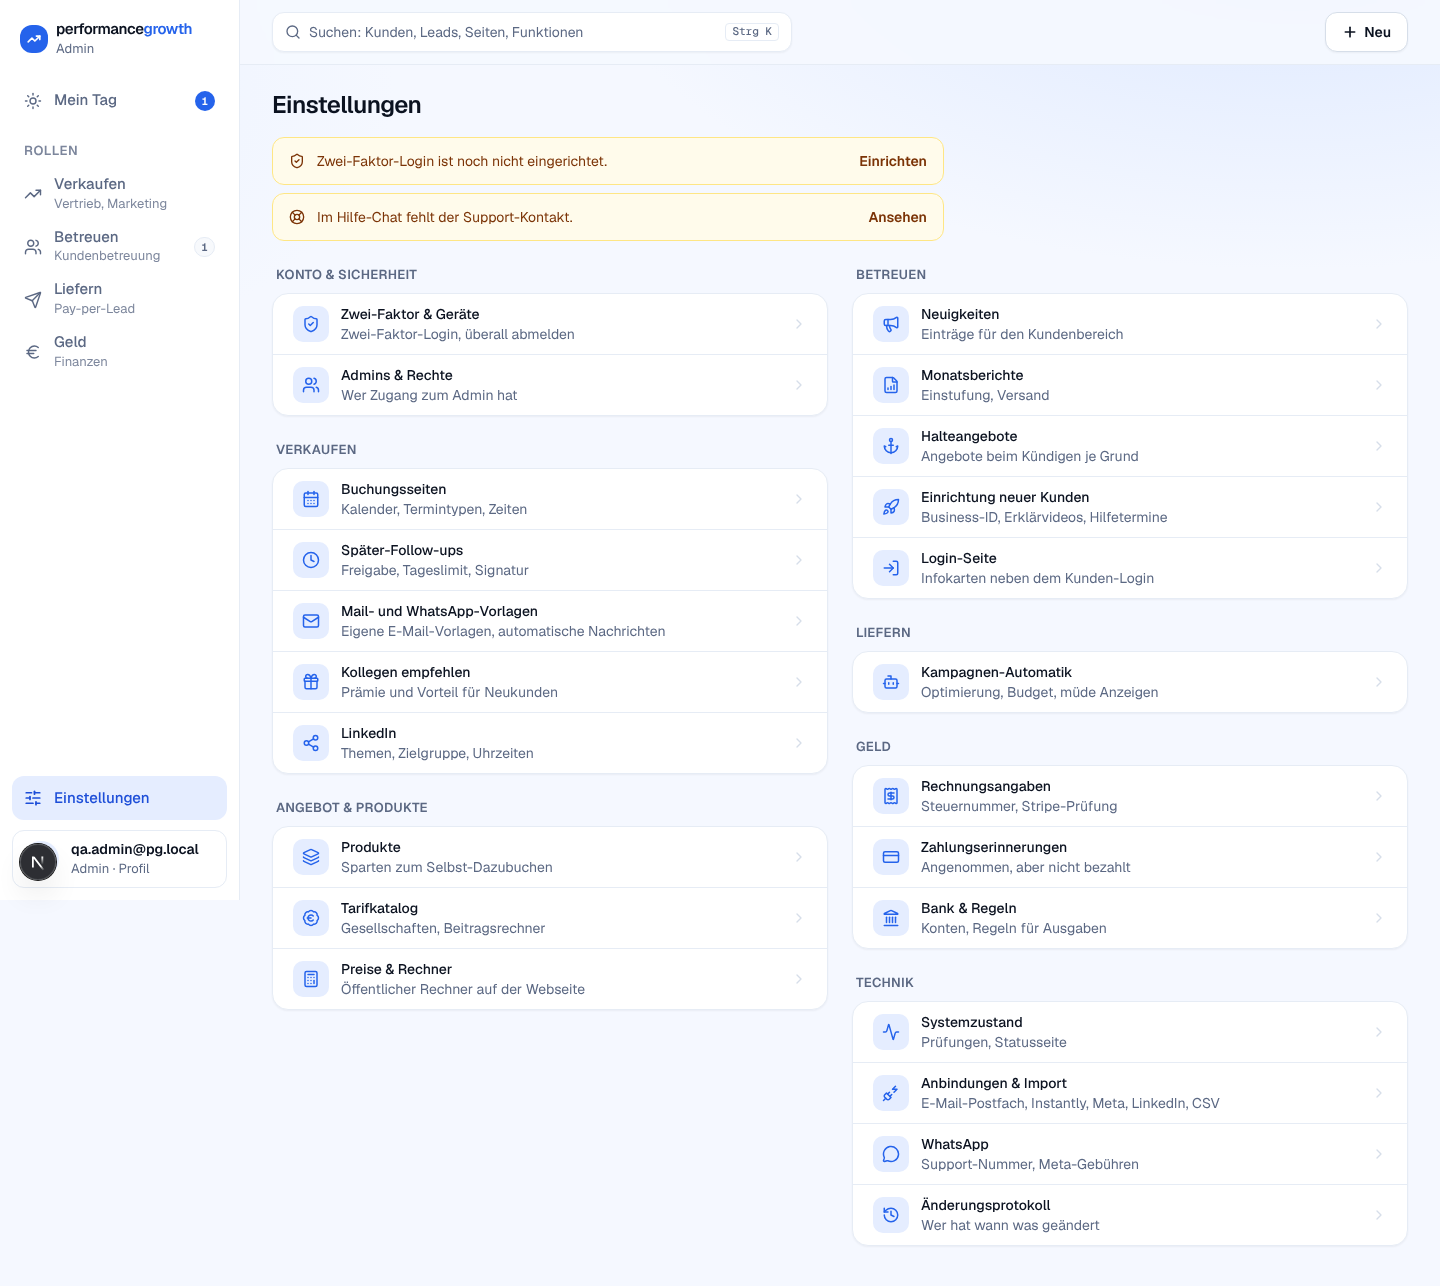 performancegrowth
Admin
Mein Tag
1
ROLLEN
Verkaufen
Vertrieb, Marketing
Betreuen
Kundenbetreuung
1
Liefern
Pay-per-Lead
Geld
Finanzen
Einstellungen
N
qa.admin@pg.local
Admin · Profil
Suchen: Kunden, Leads, Seiten, Funktionen
Strg K
Neu
Einstellungen
Zwei-Faktor-Login ist noch nicht eingerichtet.
Einrichten
Im Hilfe-Chat fehlt der Support-Kontakt.
Ansehen
KONTO & SICHERHEIT
Zwei-Faktor & Geräte
Zwei-Faktor-Login, überall abmelden
Admins & Rechte
Wer Zugang zum Admin hat
VERKAUFEN
Buchungsseiten
Kalender, Termintypen, Zeiten
Später-Follow-ups
Freigabe, Tageslimit, Signatur
Mail- und WhatsApp-Vorlagen
Eigene E-Mail-Vorlagen, automatische Nachrichten
Kollegen empfehlen
Prämie und Vorteil für Neukunden
LinkedIn
Themen, Zielgruppe, Uhrzeiten
ANGEBOT & PRODUKTE
Produkte
Sparten zum Selbst-Dazubuchen
Tarifkatalog
Gesellschaften, Beitragsrechner
Preise & Rechner
Öffentlicher Rechner auf der Webseite
BETREUEN
Neuigkeiten
Einträge für den Kundenbereich
Monatsberichte
Einstufung, Versand
Halteangebote
Angebote beim Kündigen je Grund
Einrichtung neuer Kunden
Business-ID, Erklärvideos, Hilfetermine
Login-Seite
Infokarten neben dem Kunden-Login
LIEFERN
Kampagnen-Automatik
Optimierung, Budget, müde Anzeigen
GELD
Rechnungsangaben
Steuernummer, Stripe-Prüfung
Zahlungserinnerungen
Angenommen, aber nicht bezahlt
Bank & Regeln
Konten, Regeln für Ausgaben
TECHNIK
Systemzustand
Prüfungen, Statusseite
Anbindungen & Import
E-Mail-Postfach, Instantly, Meta, LinkedIn, CSV
WhatsApp
Support-Nummer, Meta-Gebühren
Änderungsprotokoll
Wer hat wann was geändert